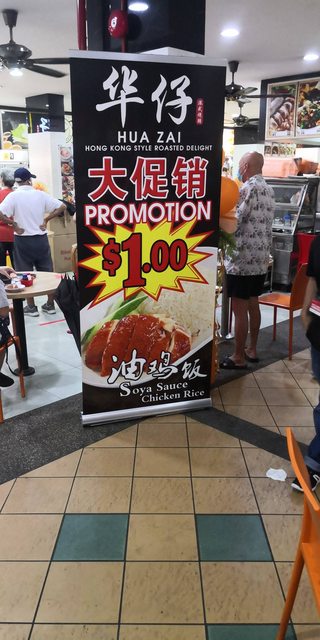 华仔
HUA ZAI
HONG KONG STYLE ROASTED DELIGHT
大促销
PROMOTION
$1.00
油鸡饭
Soya Sauce
Chicken Rice